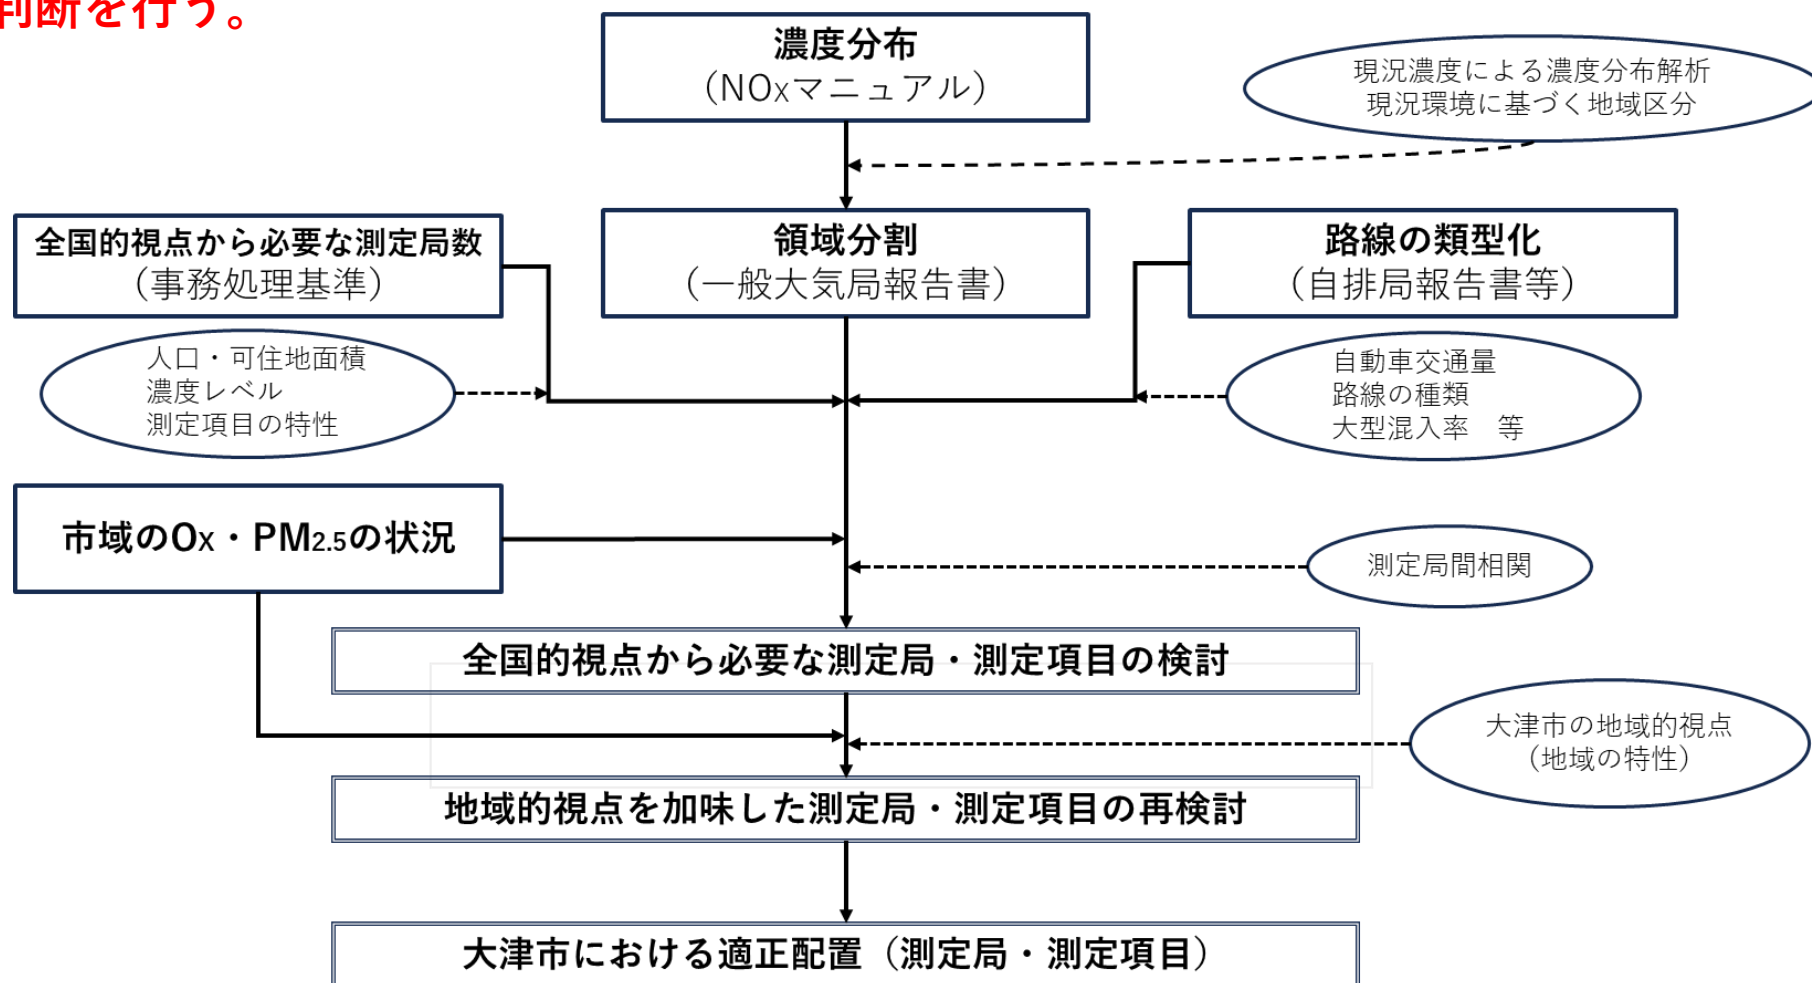 判断を行う。
濃度分布
（NOxマニュアル）
現況濃度による濃度分布解析
現況環境に基づく地域区分
全国的視点から必要な測定局数
（事務処理基準）
領域分割
（一般大気局報告書）
路線の類型化
（自排局報告書等）
人口・可住地面積
濃度レベル
測定項目の特性
自動車交通量
路線の種類
大型混入率　等
市域のOx・PM2.5の状況
測定局間相関
全国的視点から必要な測定局・測定項目の検討
大津市の地域的視点
（地域の特性）
地域的視点を加味した測定局・測定項目の再検討
大津市における適正配置（測定局・測定項目）